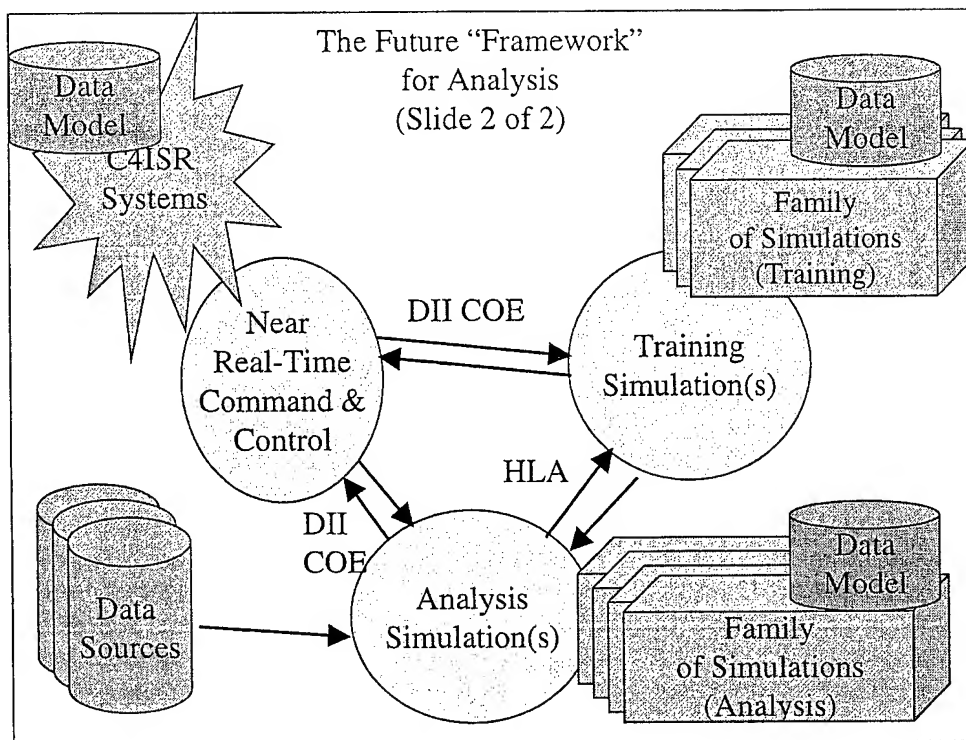 The Future “Framework”
for Analysis
(Slide 2 of 2)
Data
Model
C4ISR
Systems
Data
Model
Family
of Simulations
(Training)
DII COE
Near
Real-Time
Command &
Control
Training
Simulation(s)
HLA
DII
COE
Data
Sources
Analysis
Simulation(s)
Data
Model
Family
of Simulations
(Analysis)